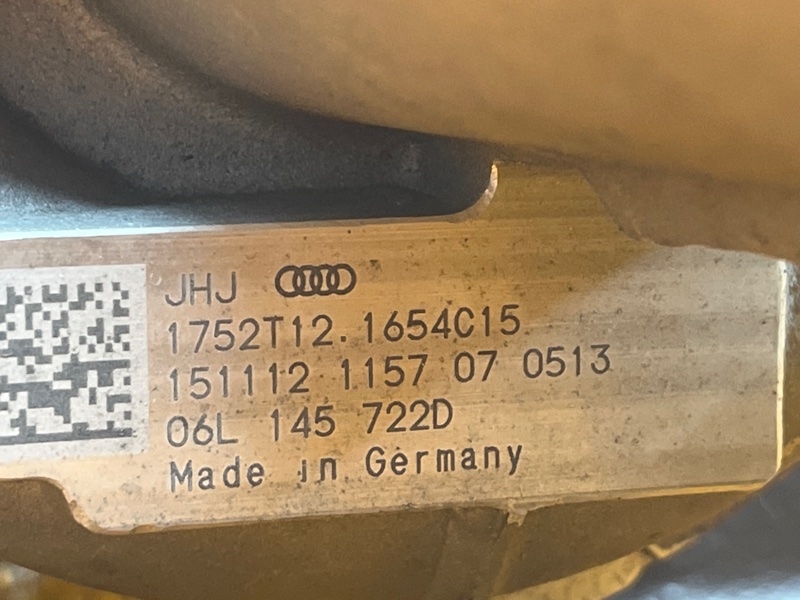 JHJ
1752T12.1654C15
151112 1157 07 0513
06L 145 722D
Made in Germany